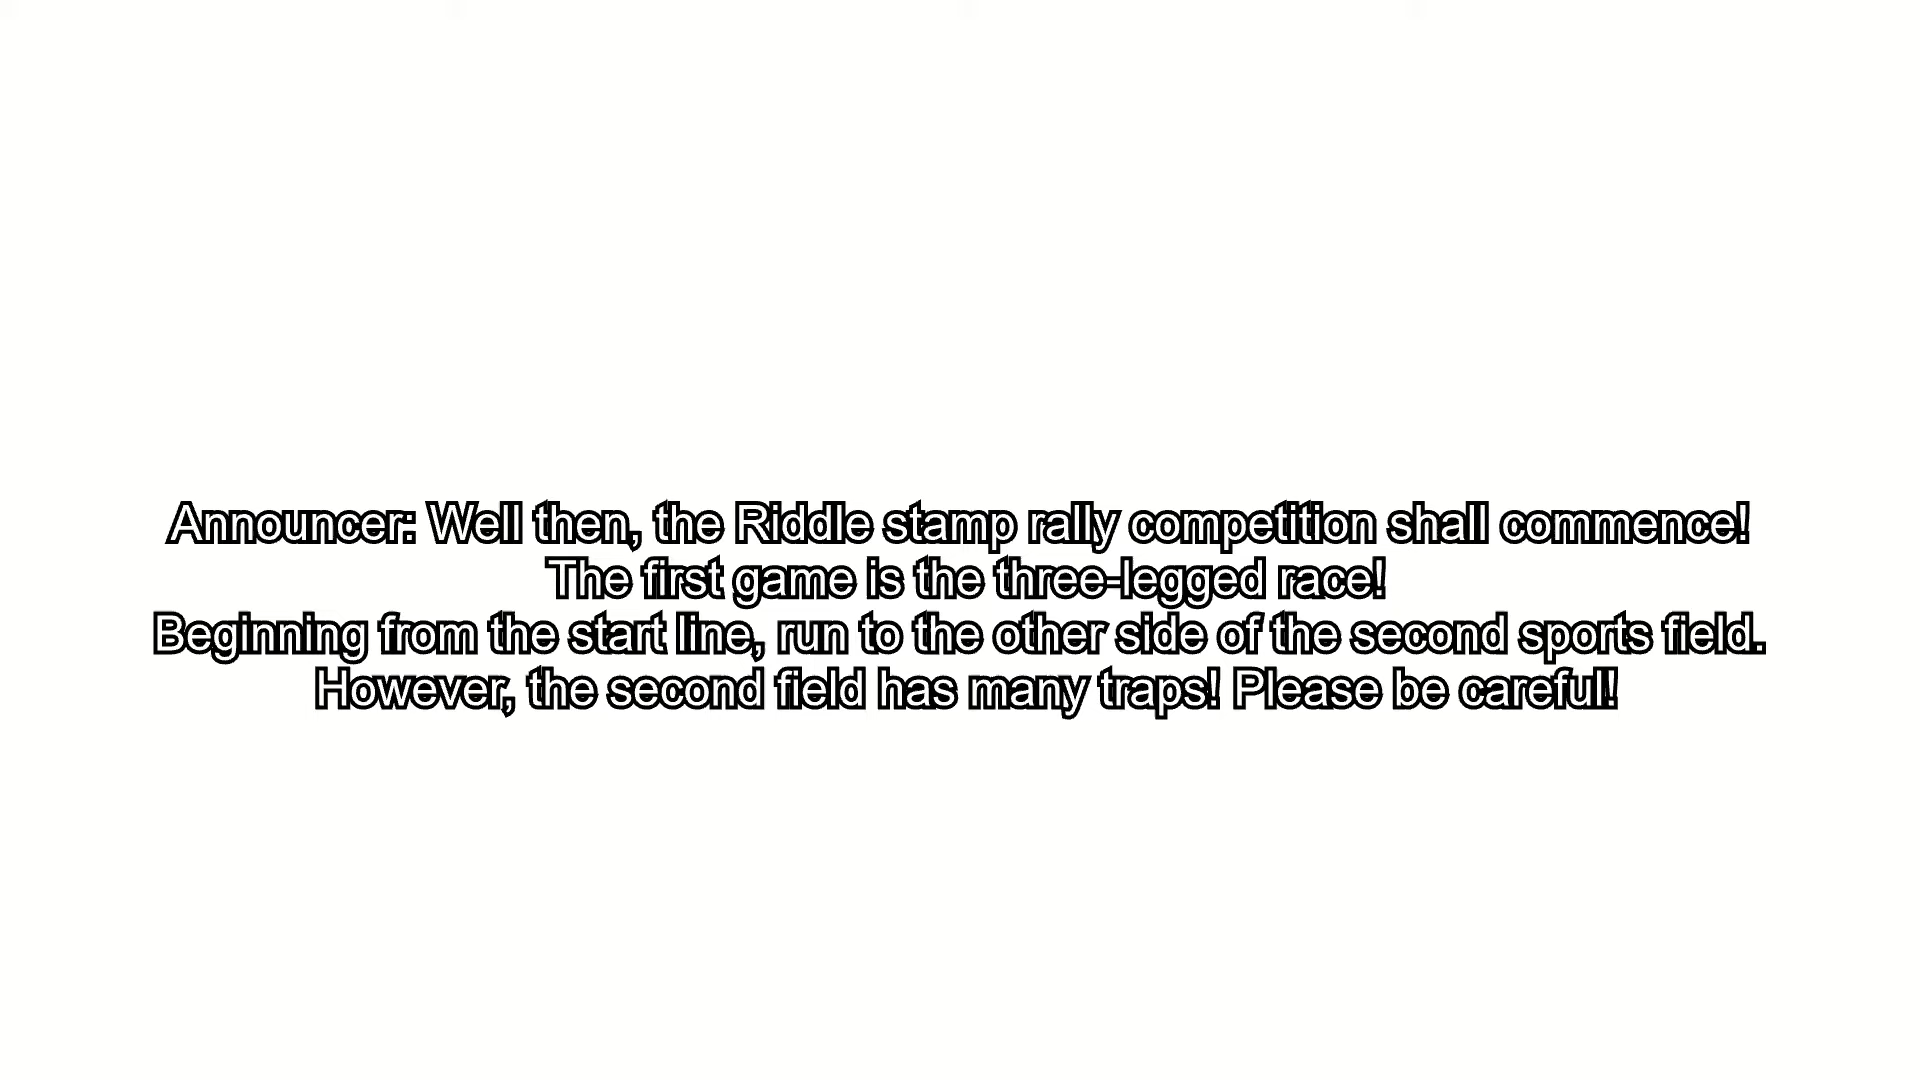 Announcer: Well then, the Riddle stamp rally competition shall commence!
The first game is the three-legged race!
Beginning from the start line, run to the other side of the second sports field.
However, the second field has many traps! Please be careful!